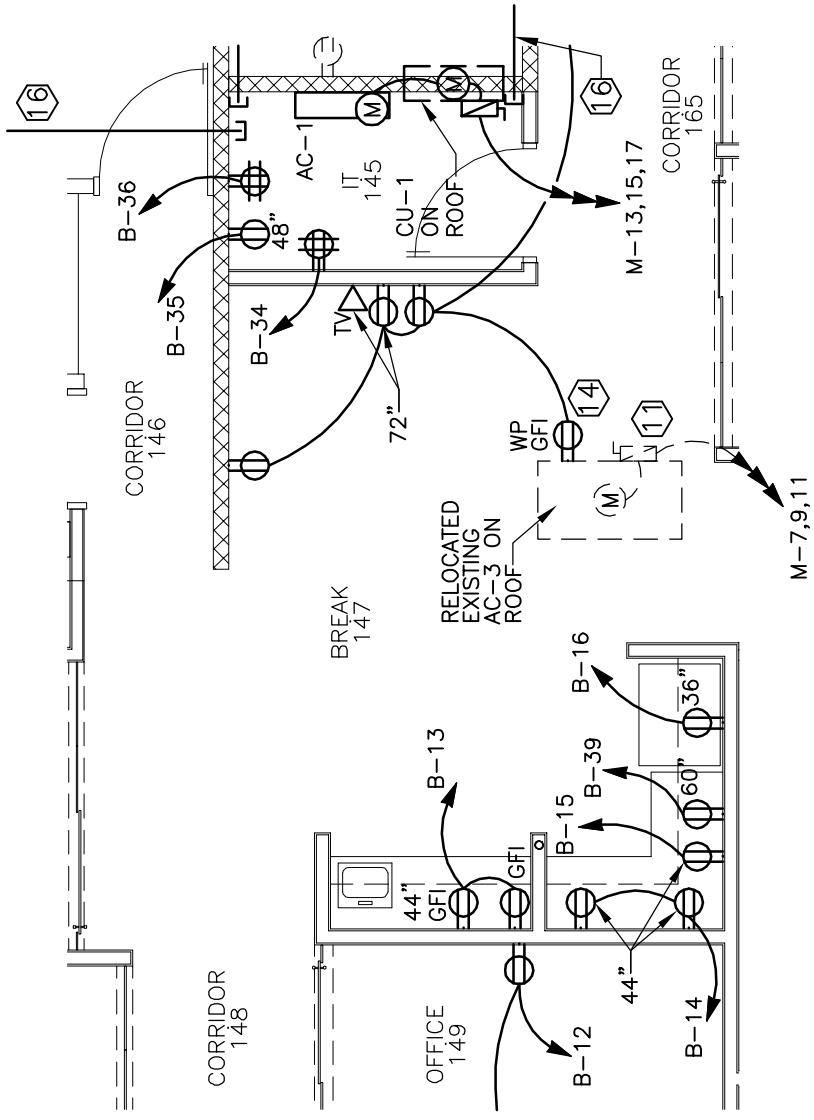 16
B-36
B-35
B-34
48"
AC-1
IT
145
CU-1
ON
ROOF
M
M
16
CORRIDOR
165
M-13,15,17
CORRIDOR
146
TV
72"
WP
GFI
14
11
M
RELOCATED
EXISTING
AC-3 ON
ROOF
M-7,9,11
BREAK
147
B-16
36"
B-39
60"
B-15
B-13
44"
GFI
GFI
44"
B-14
B-12
CORRIDOR
148
OFFICE
149